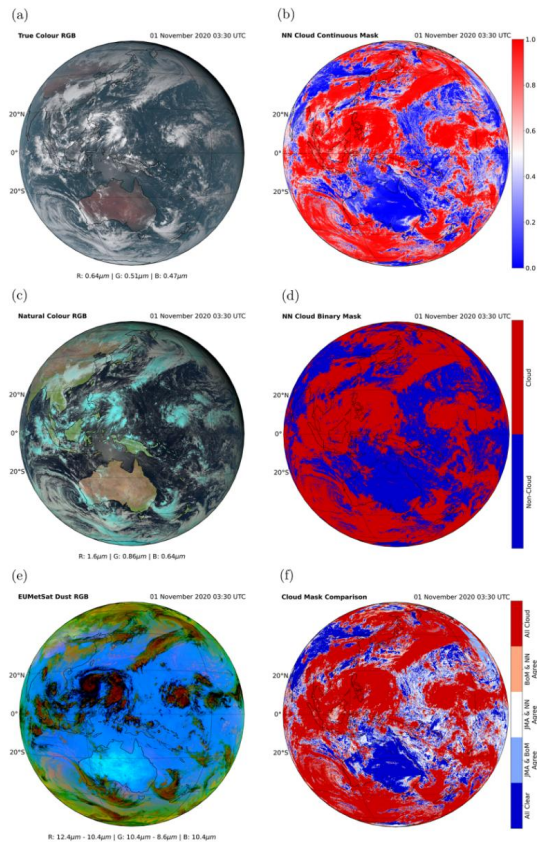 (a)
True Colour RGB 01 November 2020 03:30 UTC
20°N
0°
20°S
R: 0.64μm | G: 0.51μm | B: 0.47μm
(b)
NN Cloud Continuous Mask 01 November 2020 03:30 UTC
20°N
0°
20°S
1.0
0.8
0.6
0.4
0.2
0.0
(c)
Natural Colour RGB 01 November 2020 03:30 UTC
20°N
0°
20°S
R: 1.6μm | G: 0.86μm | B: 0.64μm
(d)
NN Cloud Binary Mask 01 November 2020 03:30 UTC
20°N
0°
20°S
Cloud
Non-Cloud
(e)
EUMetSat Dust RGB 01 November 2020 03:30 UTC
20°N
0°
20°S
R: 12.4μm - 10.4μm | G: 10.4μm - 8.6μm | B: 10.4μm
(f)
Cloud Mask Comparison 01 November 2020 03:30 UTC
20°N
0°
20°S
All Cloud
BoM & NN
Agree
JMA & NN
Agree
JMA & BoM
Agree
All Clear